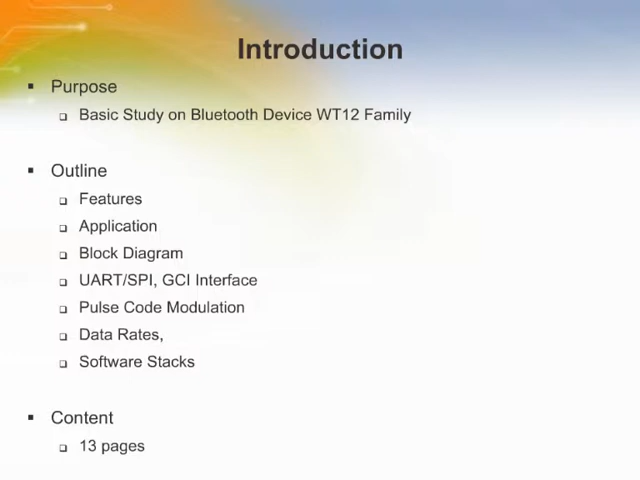 Introduction
Purpose
Basic Study on Bluetooth Device WT12 Family
Outline
Features
Application
Block Diagram
UART/SPI, GCI Interface
Pulse Code Modulation
Data Rates,
Software Stacks
Content
13 pages